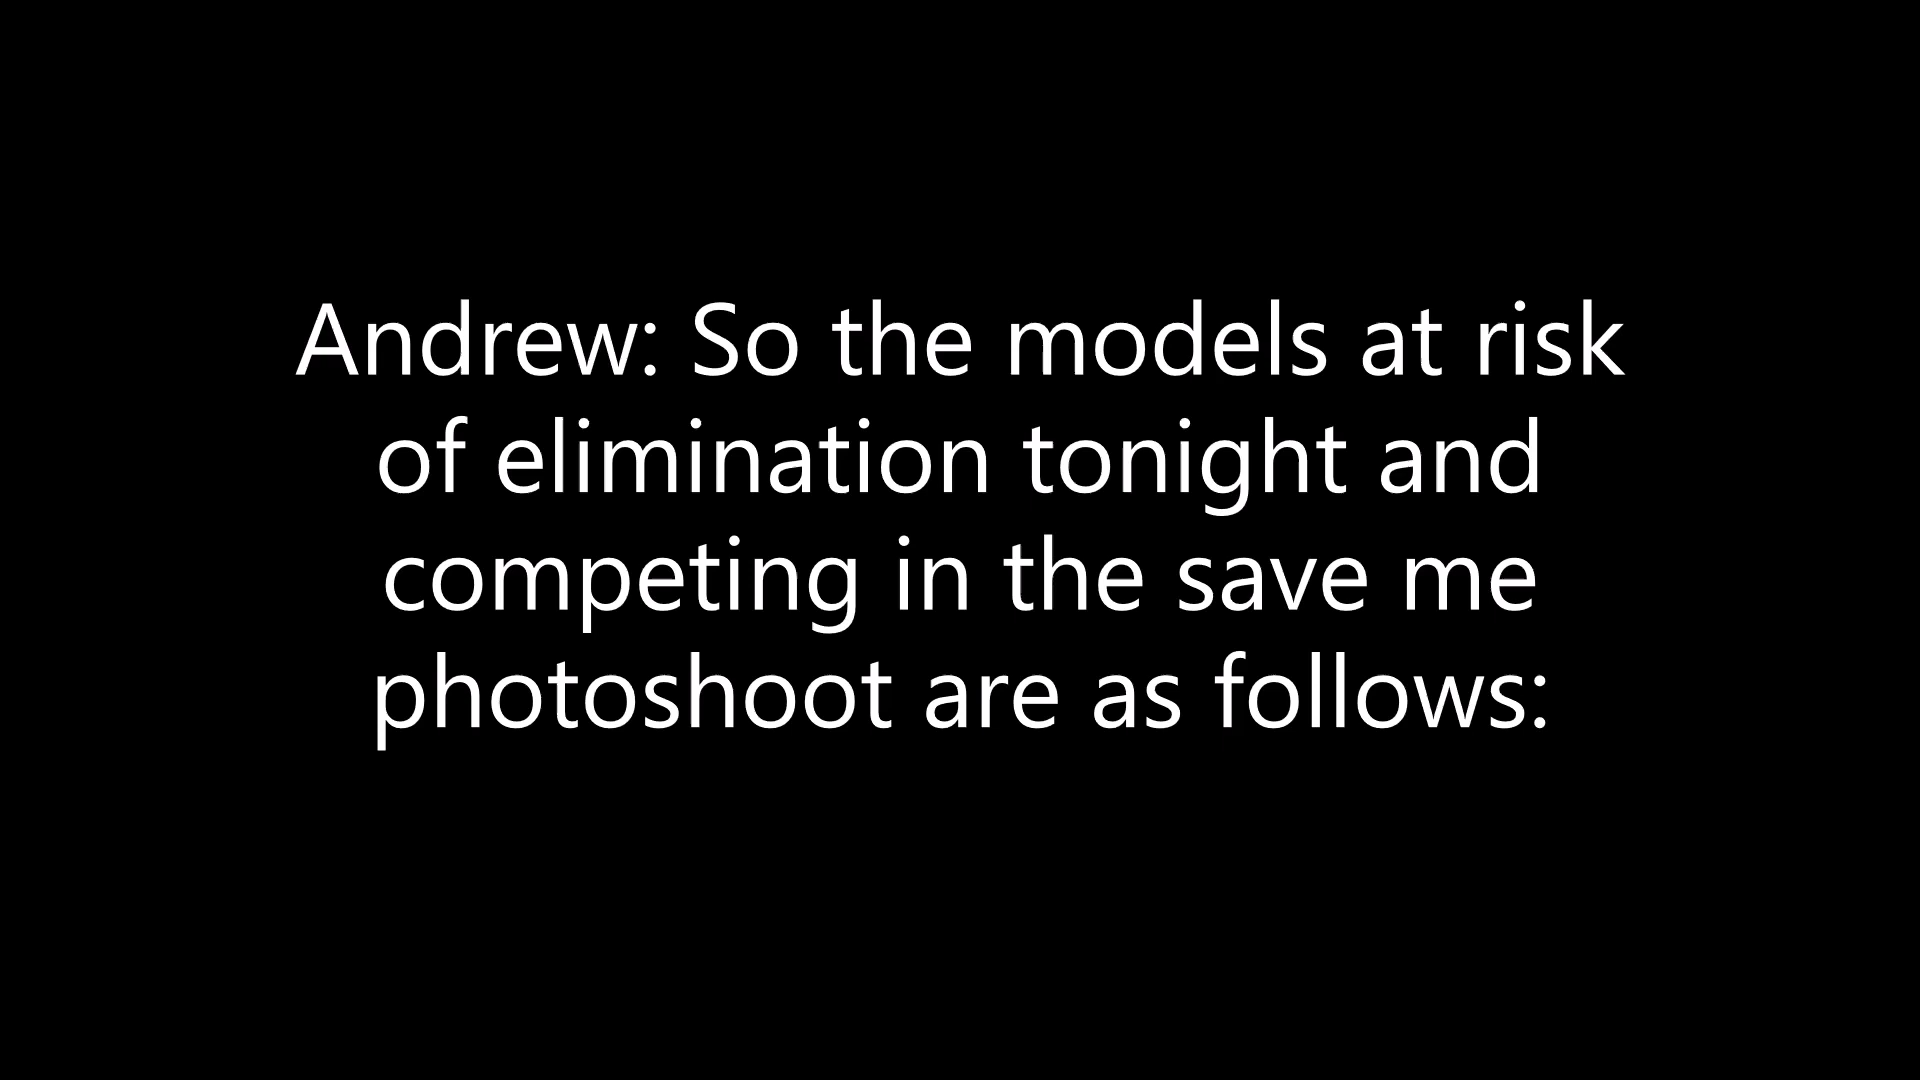 Andrew: So the models at risk
of elimination tonight and
competing in the save me
photoshoot are as follows: